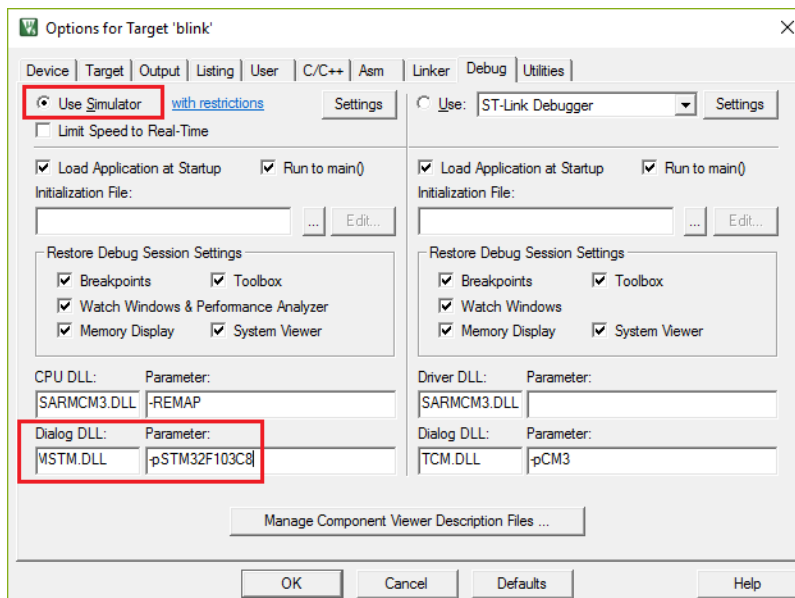 Options for Target 'blink'
Device Target Output Listing User C/C++ Asm Linker Debug Utilities
Use Simulator with restrictions Settings
Limit Speed to Real-Time
Use: ST-Link Debugger Settings
Load Application at Startup Run to main()
Initialization File:
... Edit...
Load Application at Startup Run to main()
Initialization File:
... Edit...
Restore Debug Session Settings
Breakpoints Toolbox
Watch Windows & Performance Analyzer
Memory Display System Viewer
Restore Debug Session Settings
Breakpoints Toolbox
Watch Windows
Memory Display System Viewer
CPU DLL: Parameter:
SARMCM3.DLL -REMAP
Dialog DLL: Parameter:
MSTM.DLL -pSTM32F103C8
Driver DLL: Parameter:
SARMCM3.DLL
Dialog DLL: Parameter:
TCM.DLL -pCM3
Manage Component Viewer Description Files ...
OK Cancel Defaults Help